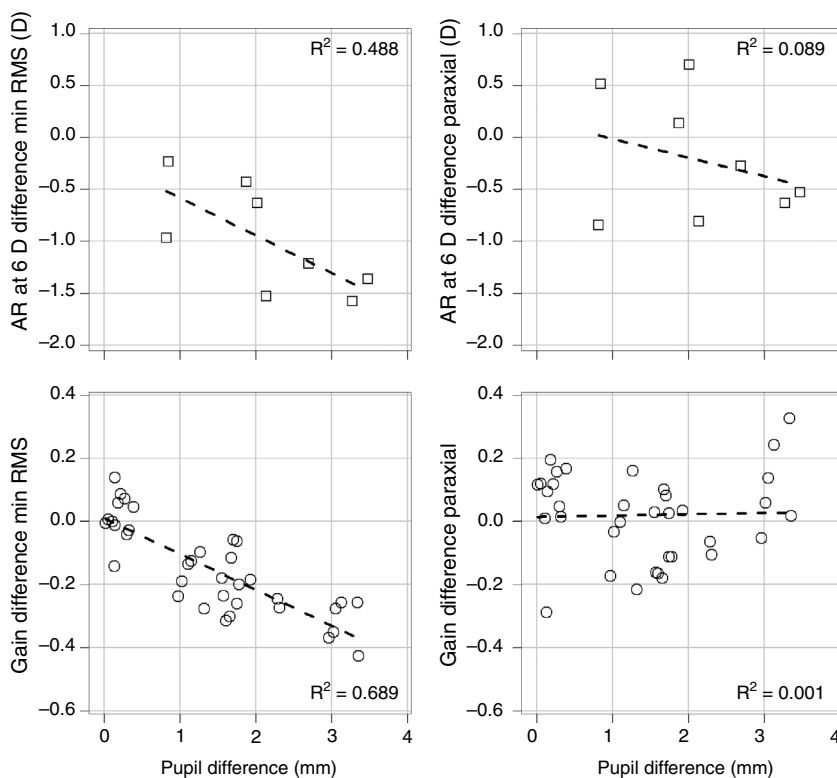 AR at 6 D difference min RMS (D)
1.0
0.5
0.0
−0.5
−1.0
−1.5
−2.0
R² = 0.488
AR at 6 D difference paraxial (D)
1.0
0.5
0.0
−0.5
−1.0
−1.5
−2.0
R² = 0.089
Gain difference min RMS
0.4
0.2
0.0
−0.2
−0.4
−0.6
R² = 0.689
0 1 2 3 4
Pupil difference (mm)
Gain difference paraxial
0.4
0.2
0.0
−0.2
−0.4
−0.6
R² = 0.001
0 1 2 3 4
Pupil difference (mm)